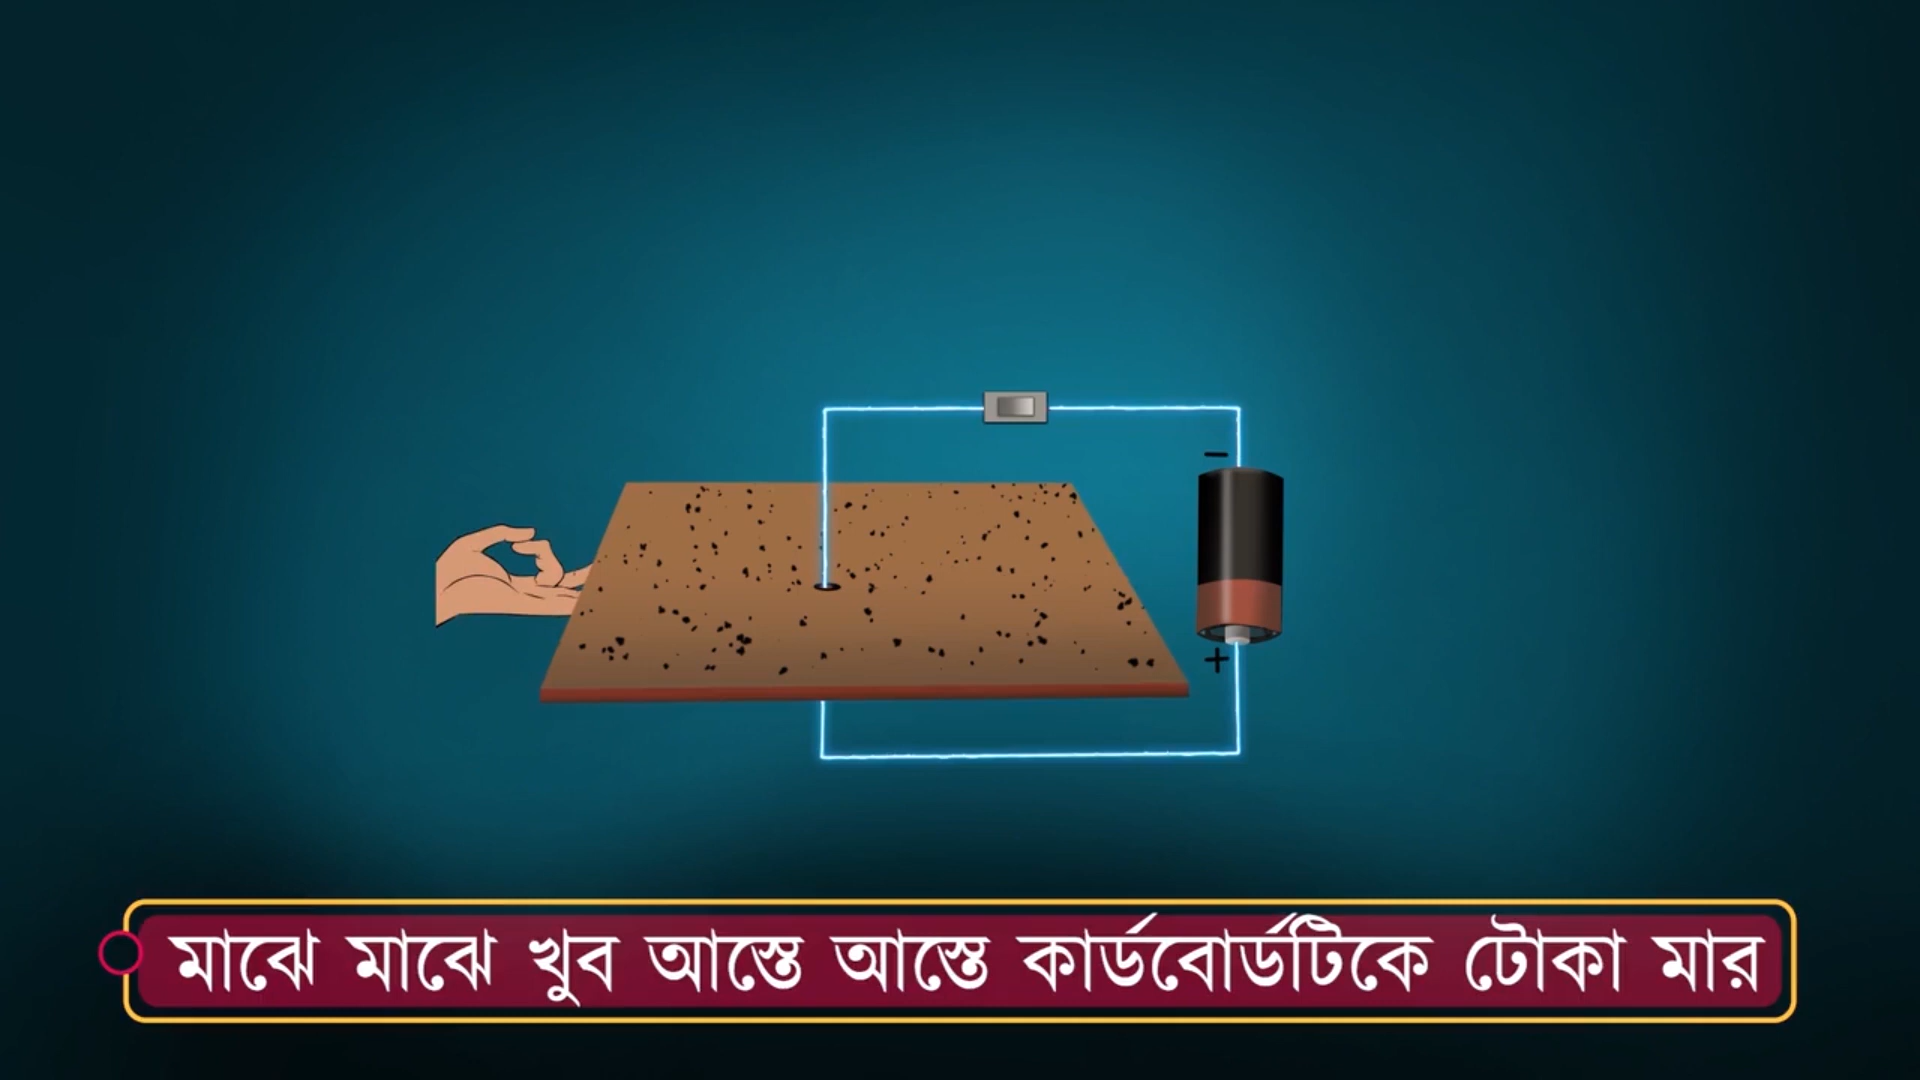 −
+
মাঝে মাঝে খুব আস্তে আস্তে কার্ডবোর্ডটিকে টোকা মার